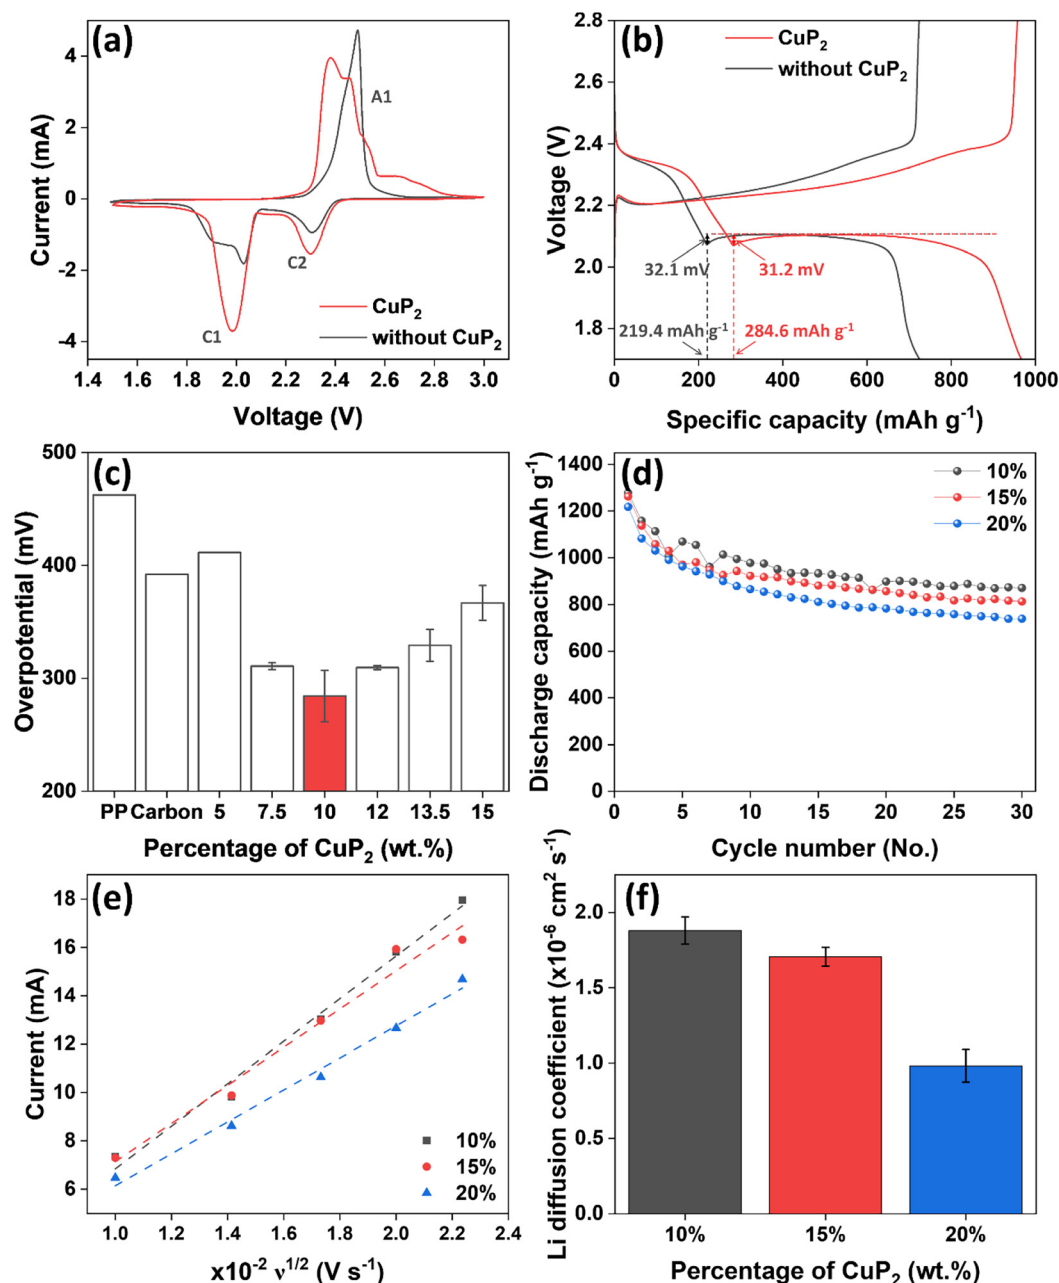 (a)
Current (mA)
4
2
0
-2
-4
A1
C2
C1
CuP2
without CuP2
1.4 1.6 1.8 2.0 2.2 2.4 2.6 2.8 3.0
Voltage (V)
(b)
Voltage (V)
2.8
2.6
2.4
2.2
2.0
1.8
CuP2
without CuP2
32.1 mV
31.2 mV
219.4 mAh g-1
284.6 mAh g-1
0 200 400 600 800 1000
Specific capacity (mAh g-1)
(c)
Overpotential (mV)
500
400
300
200
PP Carbon 5 7.5 10 12 13.5 15
Percentage of CuP2 (wt.%)
(d)
Discharge capacity (mAh g-1)
1400
1200
1000
800
600
400
200
0
10%
15%
20%
0 5 10 15 20 25 30
Cycle number (No.)
(e)
Current (mA)
18
16
14
12
10
8
6
10%
15%
20%
1.0 1.2 1.4 1.6 1.8 2.0 2.2 2.4
x10-2 ν1/2 (V s-1)
(f)
Li diffusion coefficient (x10-6 cm2 s-1)
2.0
1.5
1.0
0.5
0.0
10% 15% 20%
Percentage of CuP2 (wt.%)